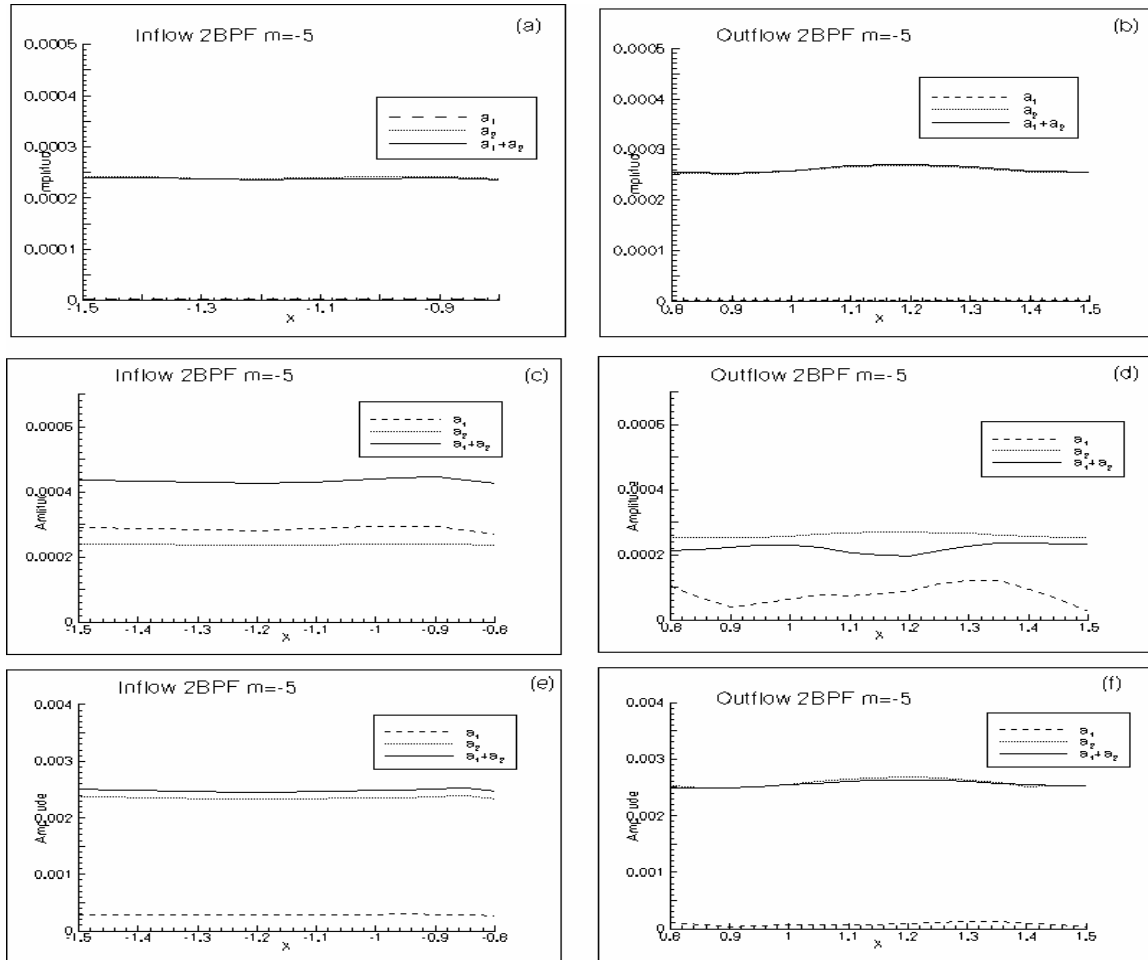 Inflow 2BPF m=-5
(a)
0.0005
0.0004
0.0003
0.0002
0.0001
0
mplitud
a₁
a₂
a₁+a₂
-1.5
-1.3
-1.1
-0.9
x
Outflow 2BPF m=-5
(b)
0.0005
0.0004
0.0003
0.0002
0.0001
0
mplitud
a₁
a₂
a₁+a₂
0.8
0.9
1
1.1
1.2
1.3
1.4
1.5
x
Inflow 2BPF m=-5
(c)
0.0006
0.0004
0.0002
0
Amlitud
a₁
a₂
a₁+a₂
-1.5
-1.4
-1.3
-1.2
-1.1
-1
-0.9
-0.8
x
Outflow 2BPF m=-5
(d)
0.0006
0.0004
0.0002
0
Amplitude
a₁
a₂
a₁+a₂
0.8
0.9
1
1.1
1.2
1.3
1.4
1.5
x
Inflow 2BPF m=-5
(e)
0.004
0.003
0.002
0.001
0
Amplude
a₁
a₂
a₁+a₂
-1.5
-1.4
-1.3
-1.2
-1.1
-1
-0.9
-0.8
x
Outflow 2BPF m=-5
(f)
0.004
0.003
0.002
0.001
0
Amplitude
a₁
a₂
a₁+a₂
0.8
0.9
1
1.1
1.2
1.3
1.4
1.5
x